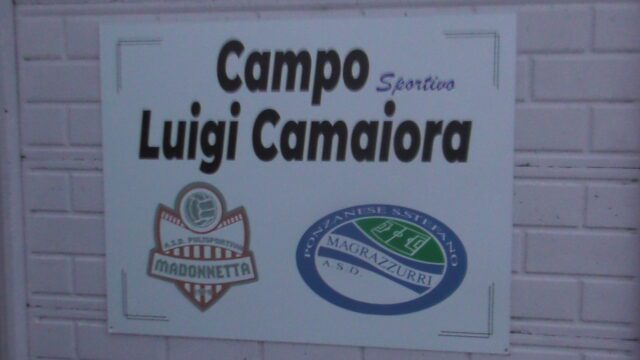 Campo Sportivo
Luigi Camaiora
A.S.D. POLISPORTIVA
MADONNETTA
PONZANESE S.STEFANO
MAGRAZZURRI
A.S.D.